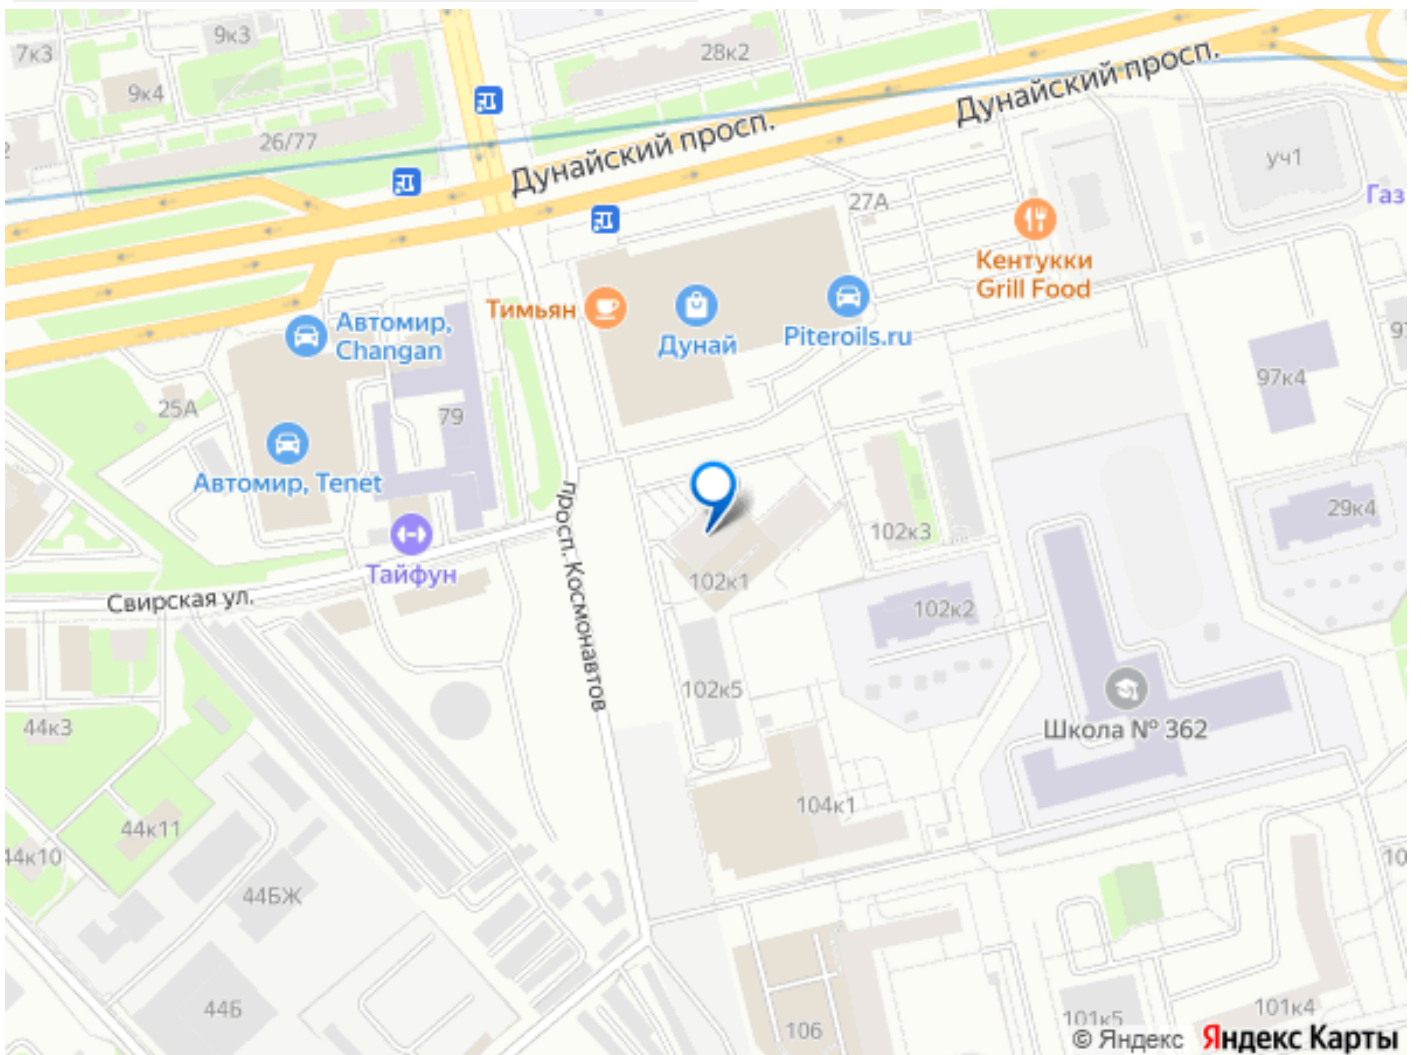 9к3
7к3
28к2
9к4
26/77
Дунайский просп.
Дунайский просп.
уч1
27А
Газ
Кентукки
Grill Food
Тимьян
Автомир,
Changan
Дунай
Piteroils.ru
97к4
25А
79
Автомир, Tenet
29к4
102к3
Тайфун
102к1
Свирская ул.
просп. Космонавтов
102к2
102к5
44к3
Школа № 362
104к1
44к11
44к10
44БЖ
44Б
106
101к5
101к4
© Яндекс Яндекс Карты